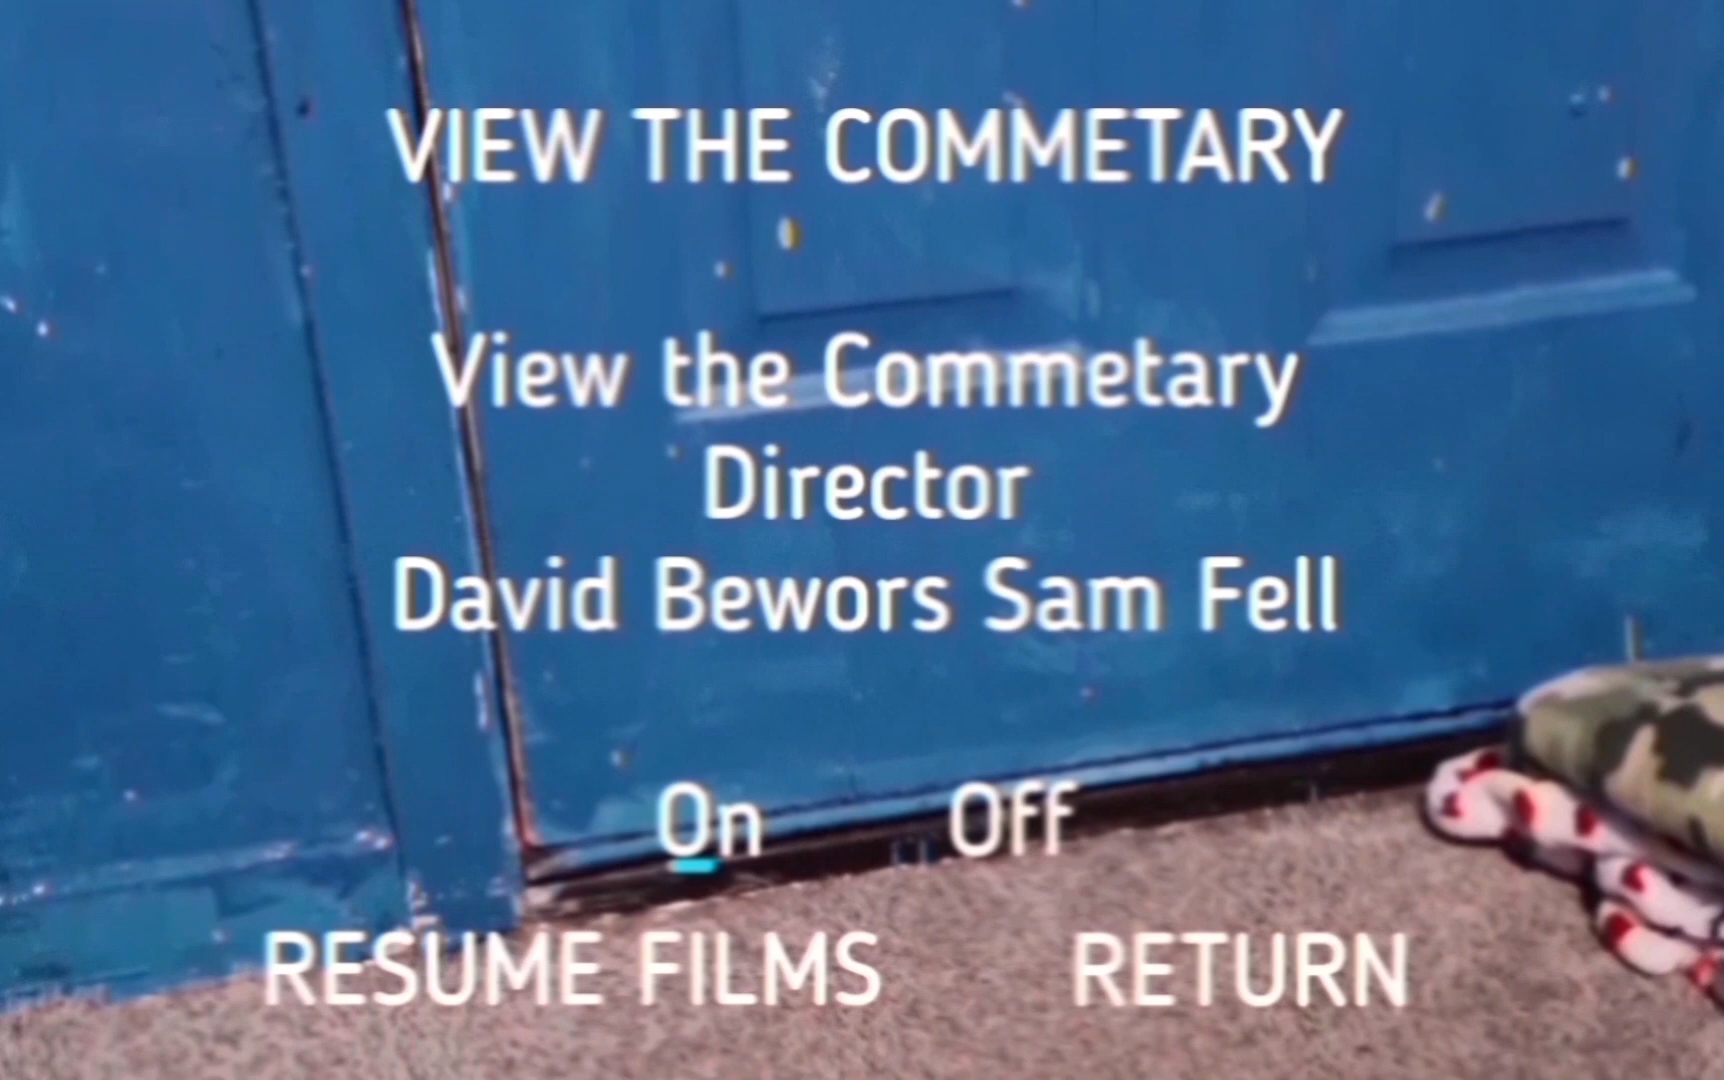 VIEW THE COMMETARY
View the Commetary
Director
David Bewors Sam Fell
On Off
RESUME FILMS RETURN